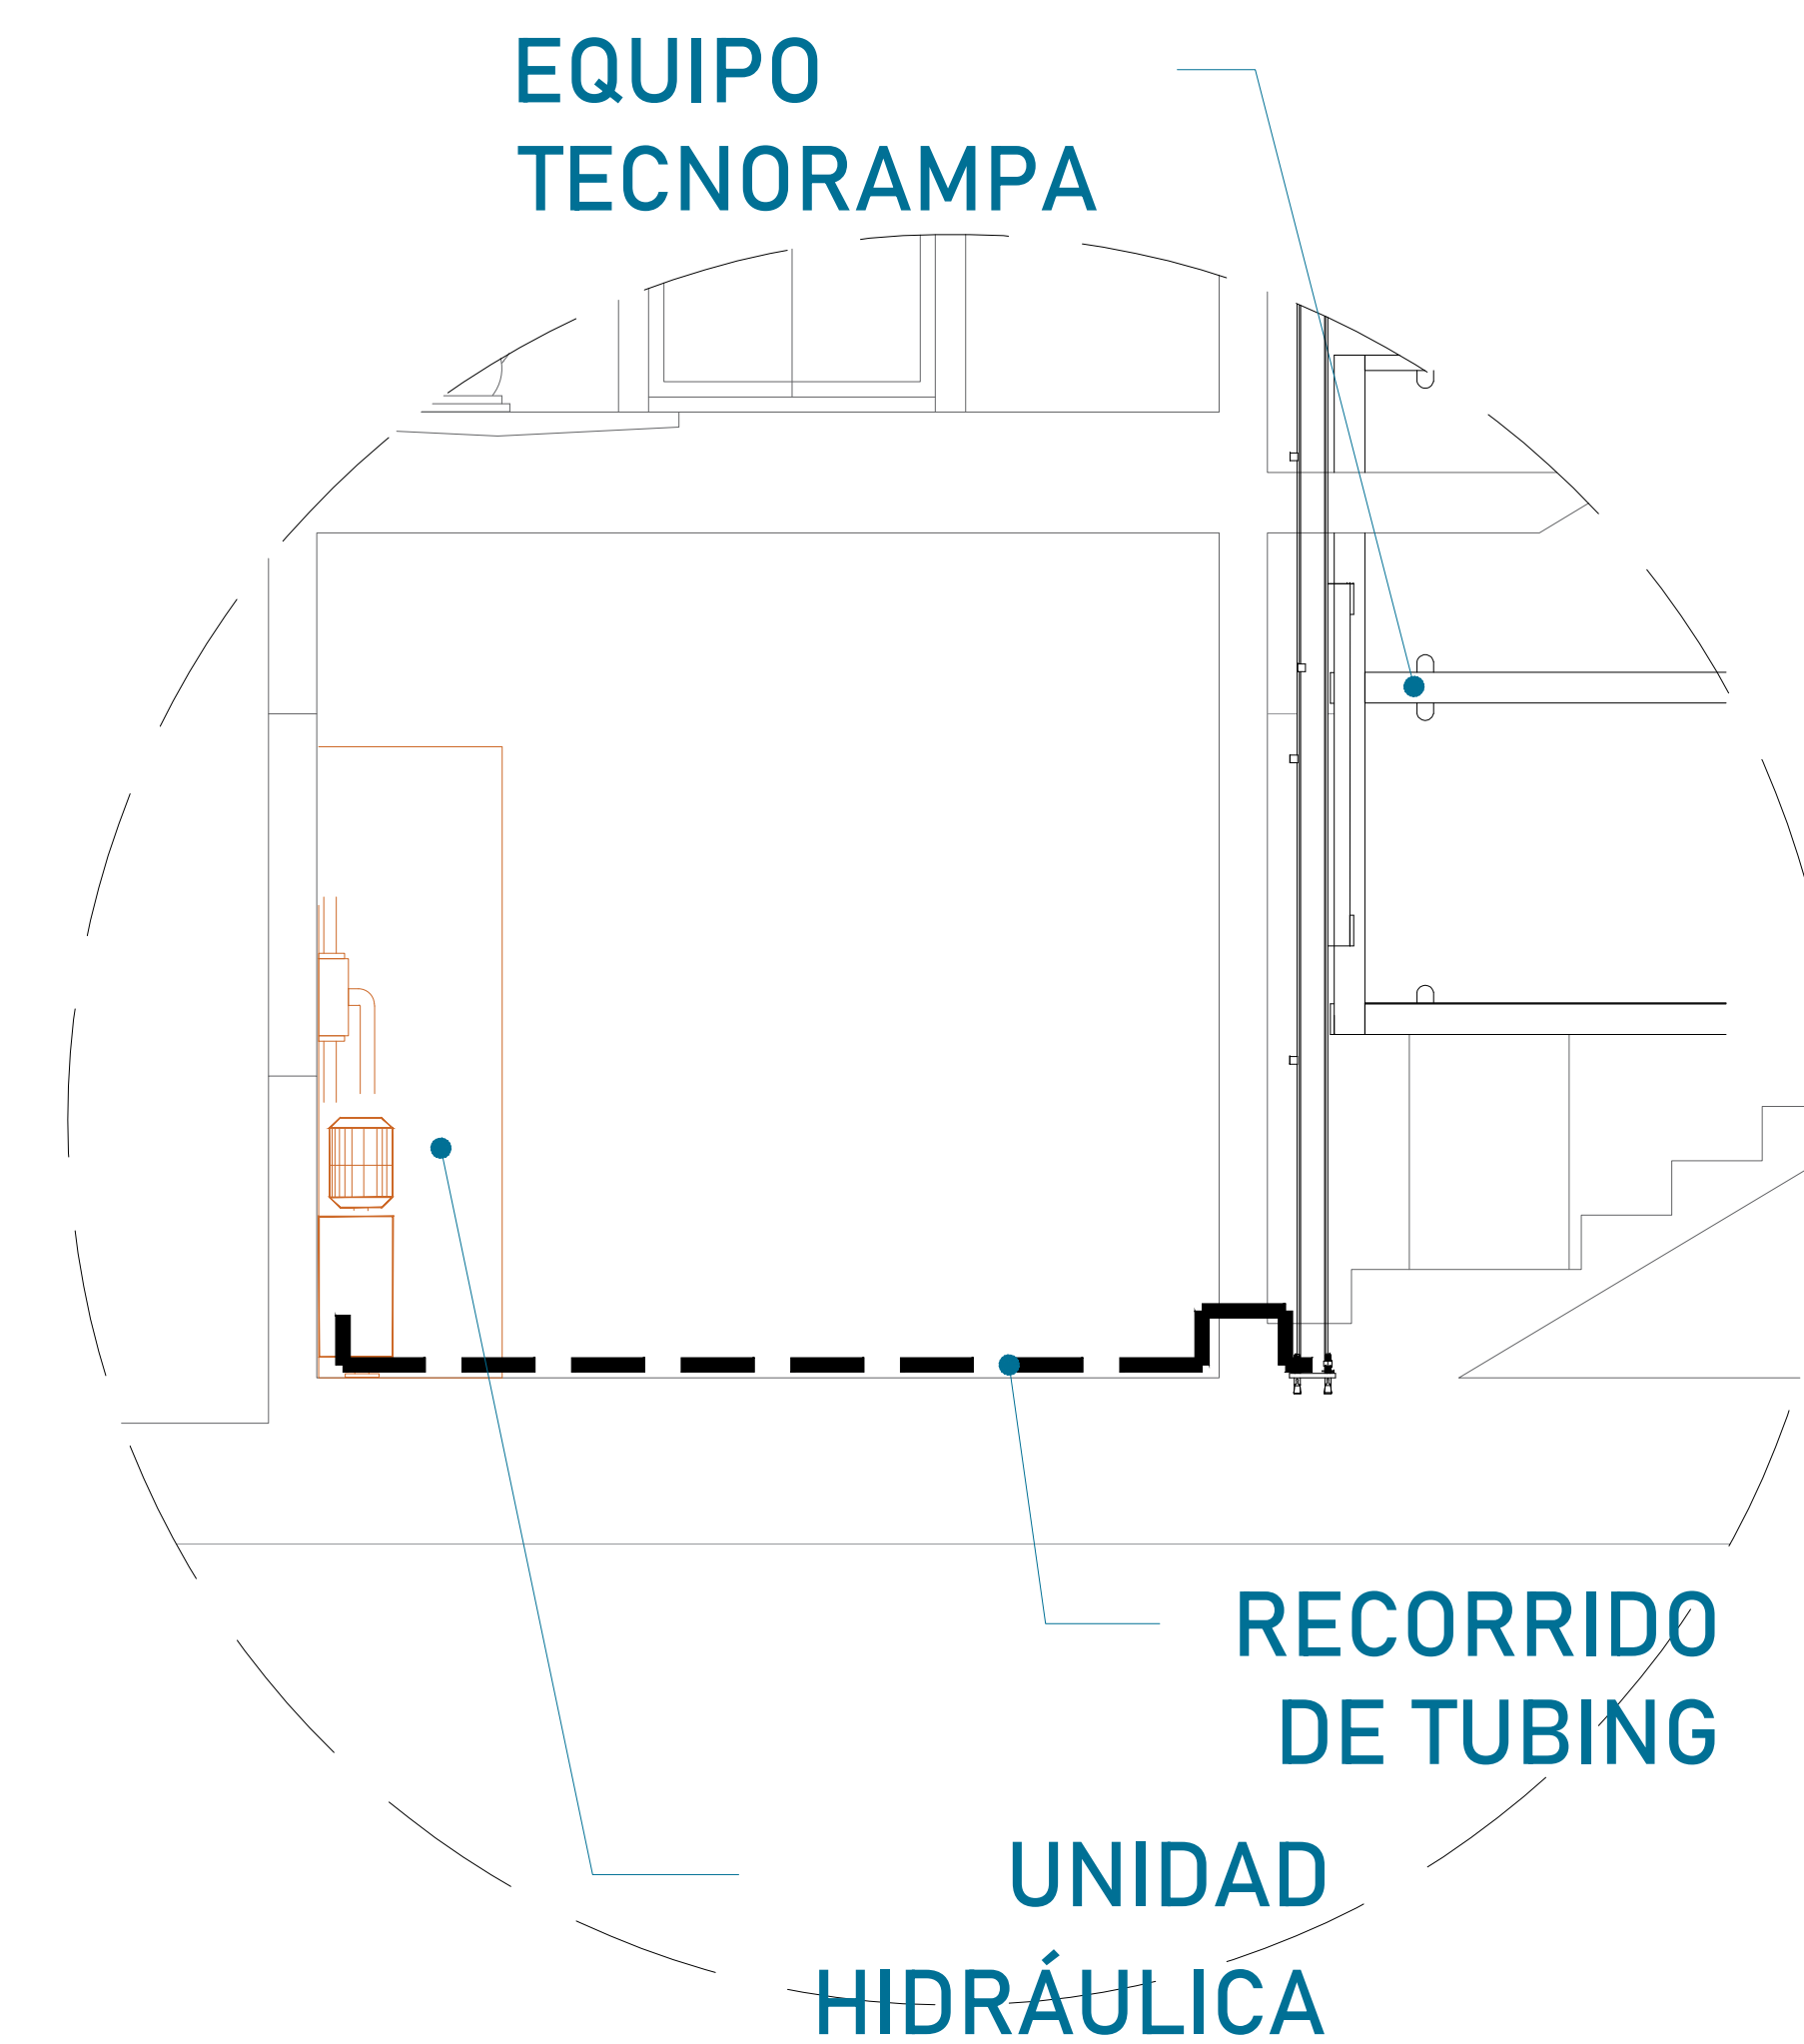 EQUIPO
TECNORAMPA
RECORRIDO
DE TUBING
UNIDAD
HIDRÁULICA